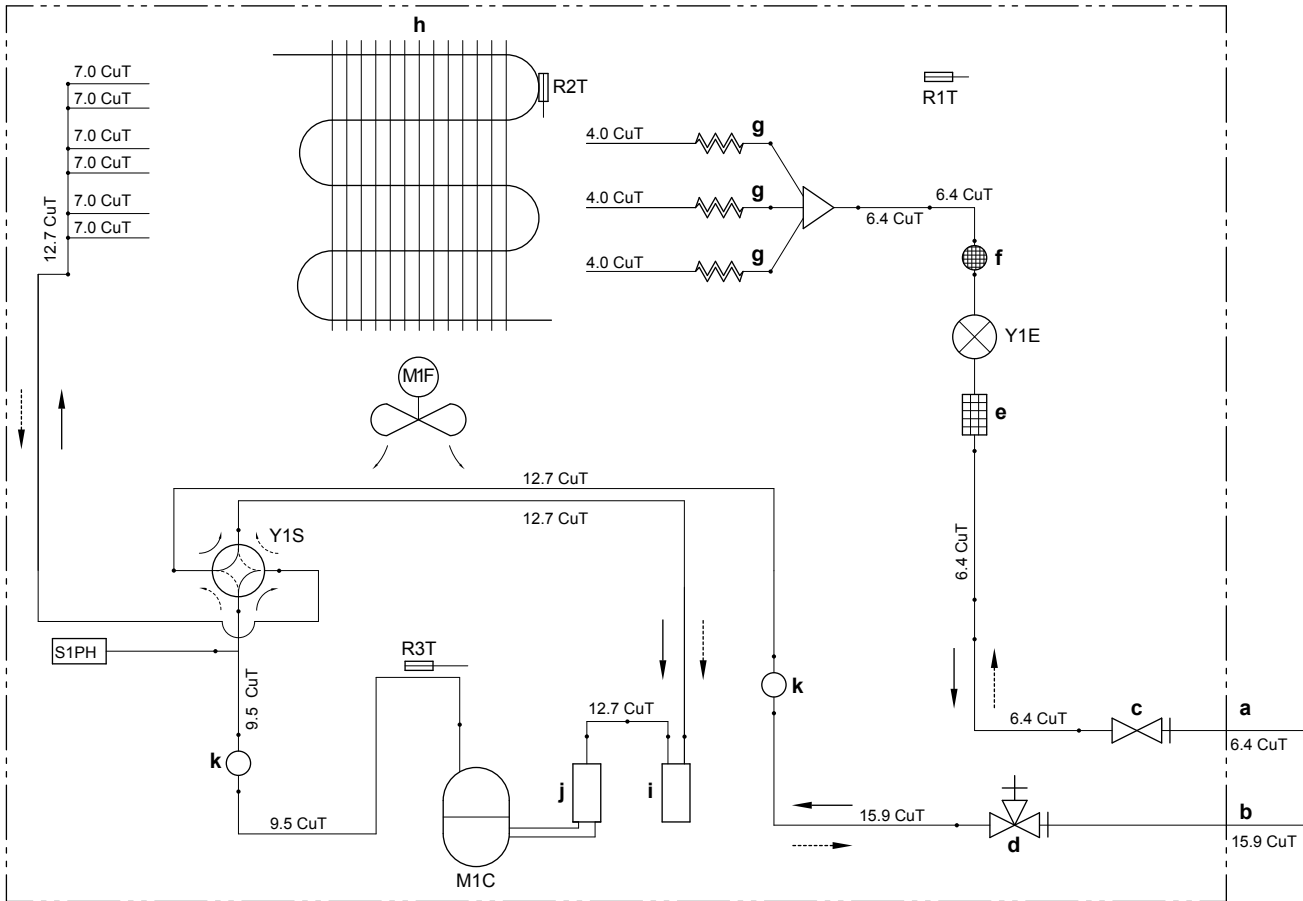 h
7.0 CuT
7.0 CuT
7.0 CuT
7.0 CuT
7.0 CuT
7.0 CuT
12.7 CuT
R2T
R1T
4.0 CuT
g
4.0 CuT
g
4.0 CuT
g
6.4 CuT
6.4 CuT
f
Y1E
e
M1F
12.7 CuT
12.7 CuT
Y1S
6.4 CuT
S1PH
R3T
9.5 CuT
k
k
12.7 CuT
6.4 CuT
c
a
6.4 CuT
j
i
9.5 CuT
M1C
15.9 CuT
d
b
15.9 CuT